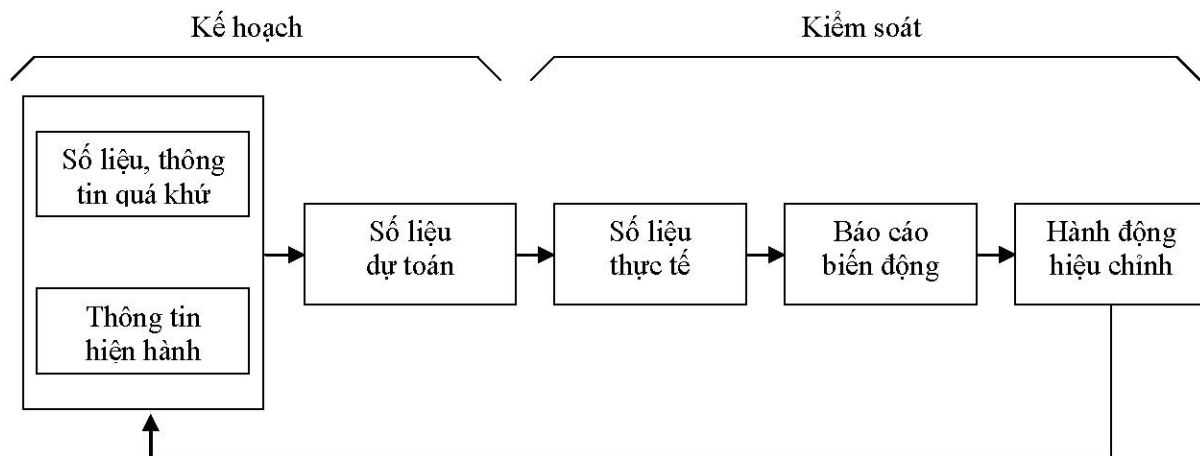 Kế hoạch
Kiểm soát
Số liệu, thông
tin quá khứ
Thông tin
hiện hành
Số liệu
dự toán
Số liệu
thực tế
Báo cáo
biến động
Hành động
hiệu chỉnh